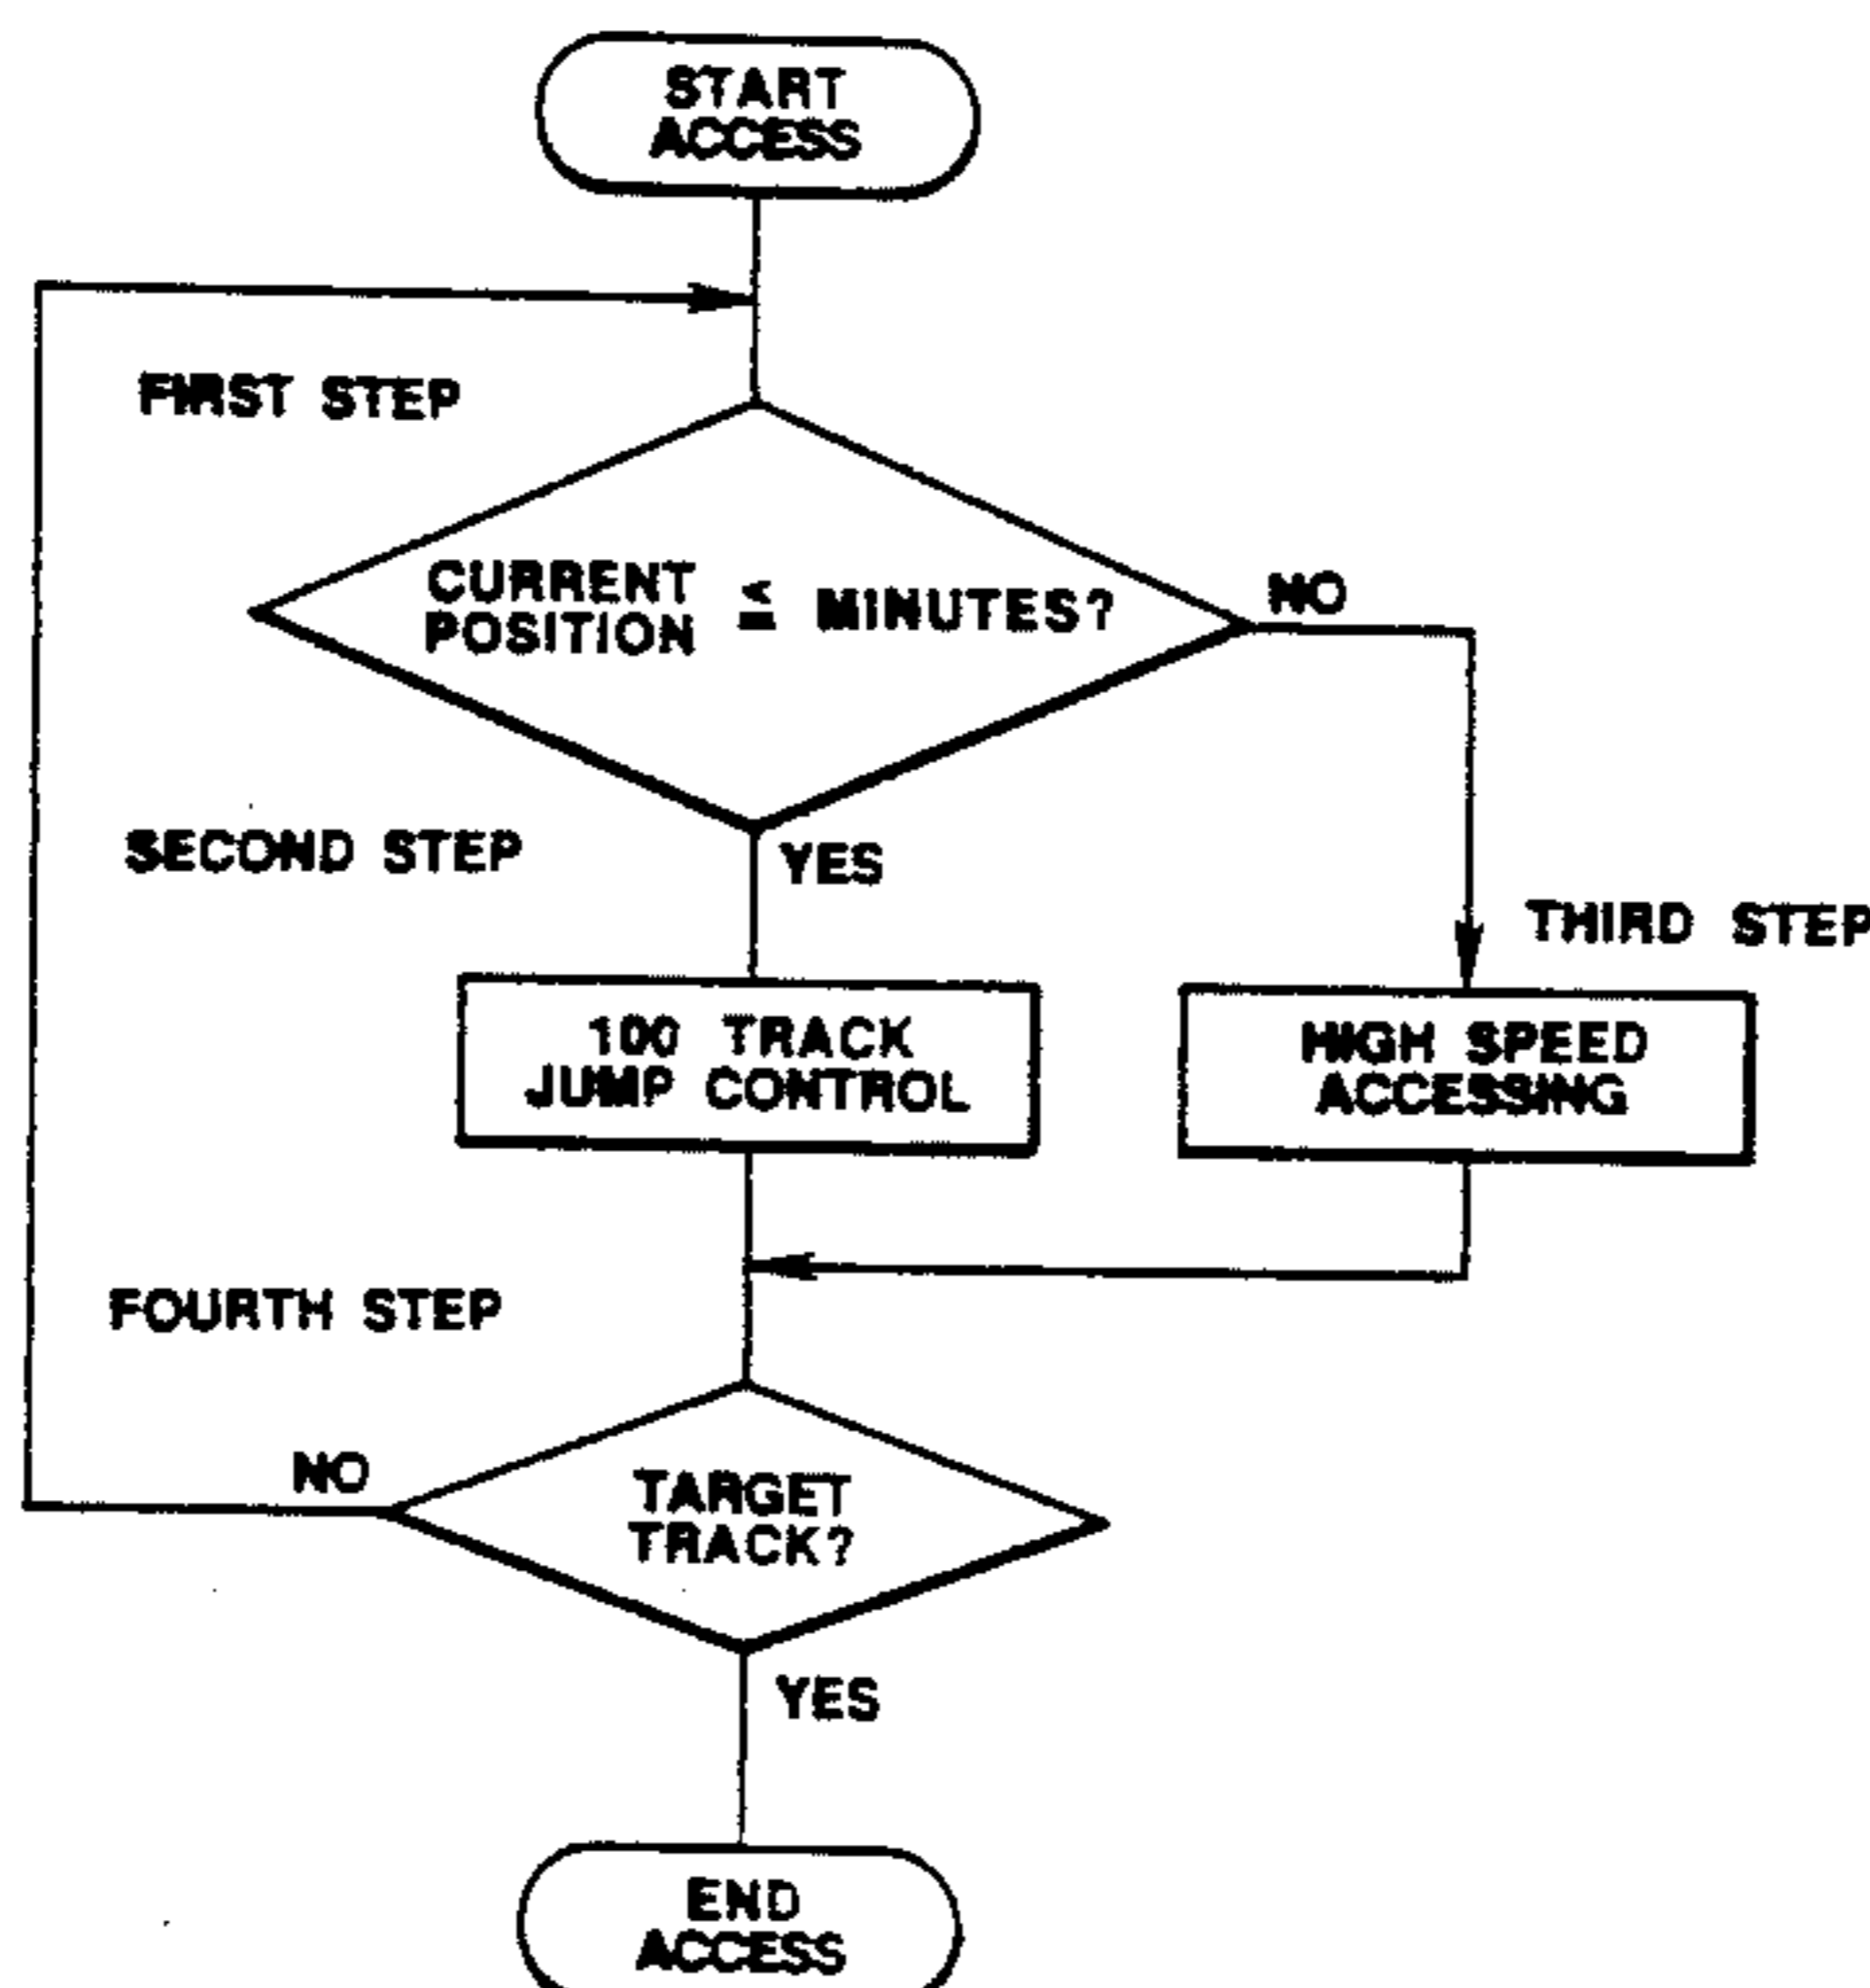 START
ACCESS
FIRST STEP
CURRENT
POSITION ≤ MINUTES?
NO
SECOND STEP
YES
THIRD STEP
100 TRACK
JUMP CONTROL
HIGH SPEED
ACCESSING
FOURTH STEP
NO
TARGET
TRACK?
YES
END
ACCESS